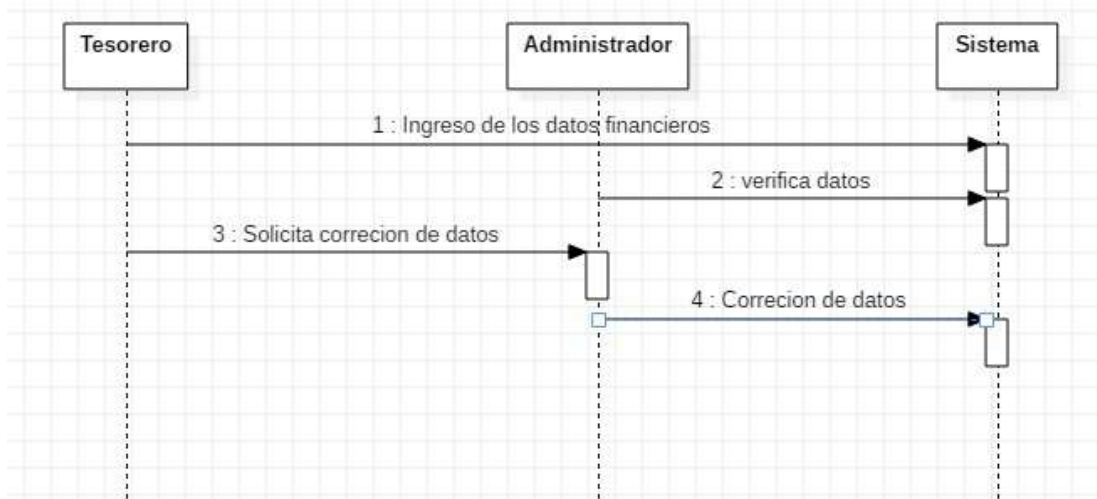 Tesorero
Administrador
Sistema
1 : Ingreso de los datos financieros
2 : verifica datos
3 : Solicita correcion de datos
4 : Correcion de datos